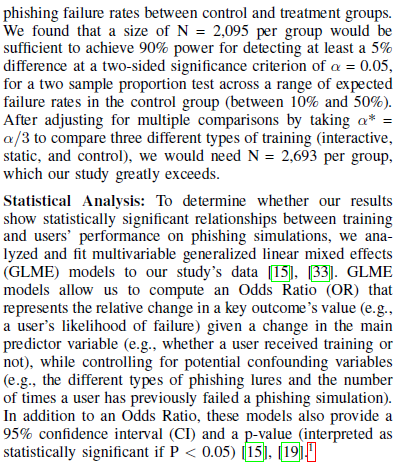 phishing failure rates between control and treatment groups.
We found that a size of N = 2,095 per group would be
sufficient to achieve 90% power for detecting at least a 5%
difference at a two-sided significance criterion of α = 0.05,
for a two sample proportion test across a range of expected
failure rates in the control group (between 10% and 50%).
After adjusting for multiple comparisons by taking α* =
α/3 to compare three different types of training (interactive,
static, and control), we would need N = 2,693 per group,
which our study greatly exceeds.
Statistical Analysis: To determine whether our results
show statistically significant relationships between training
and users' performance on phishing simulations, we ana-
lyzed and fit multivariable generalized linear mixed effects
(GLME) models to our study's data [15], [33]. GLME
models allow us to compute an Odds Ratio (OR) that
represents the relative change in a key outcome's value (e.g.,
a user's likelihood of failure) given a change in the main
predictor variable (e.g., whether a user received training or
not), while controlling for potential confounding variables
(e.g., the different types of phishing lures and the number
of times a user has previously failed a phishing simulation).
In addition to an Odds Ratio, these models also provide a
95% confidence interval (CI) and a p-value (interpreted as
statistically significant if P < 0.05) [15], [19].1